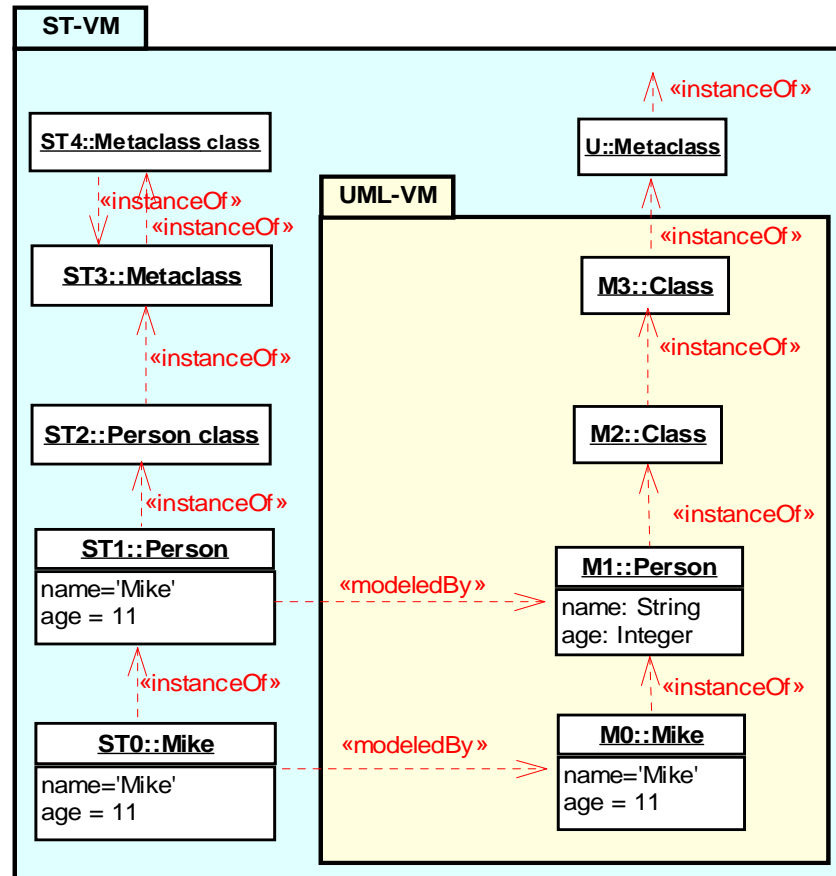 ST-VM
«instanceOf»
ST4::Metaclass class
U::Metaclass
«instanceOf»
«instanceOf»
UML-VM
«instanceOf»
ST3::Metaclass
M3::Class
«instanceOf»
«instanceOf»
ST2::Person class
M2::Class
«instanceOf»
«instanceOf»
ST1::Person
name='Mike'
age = 11
«modeledBy»
M1::Person
name: String
age: Integer
«instanceOf»
«instanceOf»
ST0::Mike
name='Mike'
age = 11
«modeledBy»
M0::Mike
name='Mike'
age = 11